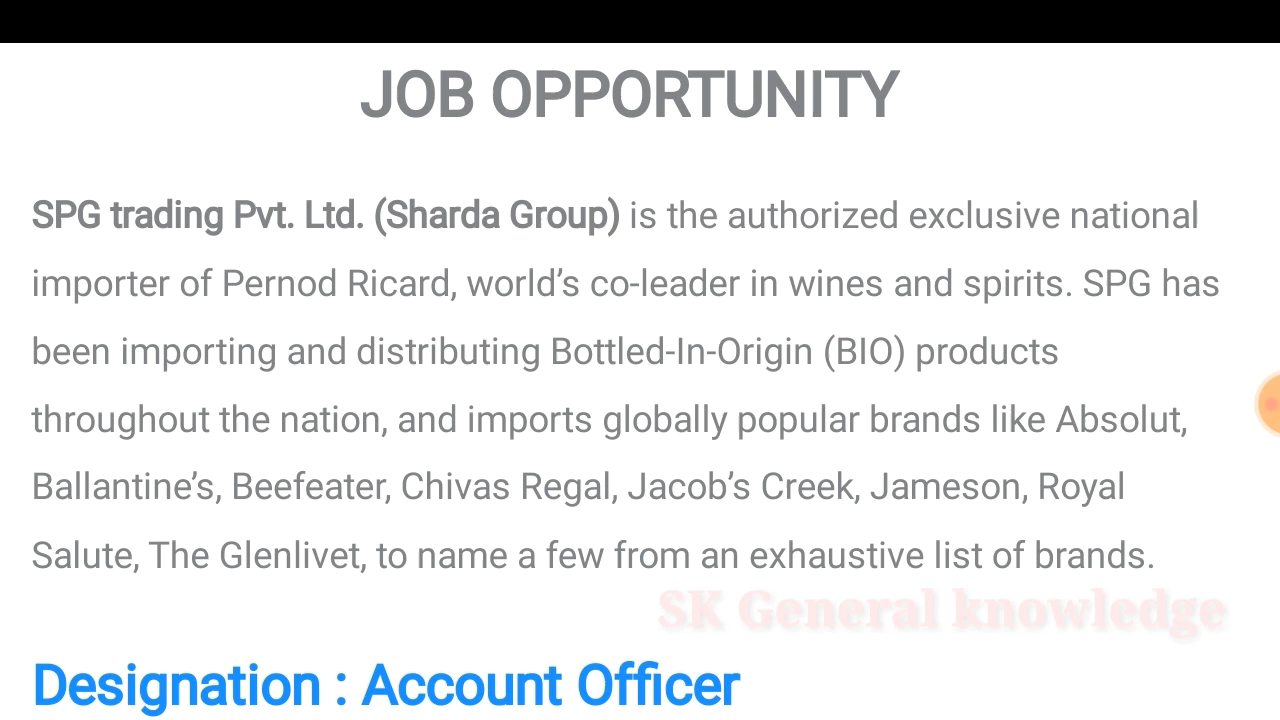 JOB OPPORTUNITY
SPG trading Pvt. Ltd. (Sharda Group) is the authorized exclusive national
importer of Pernod Ricard, world’s co-leader in wines and spirits. SPG has
been importing and distributing Bottled-In-Origin (BIO) products
throughout the nation, and imports globally popular brands like Absolut,
Ballantine’s, Beefeater, Chivas Regal, Jacob’s Creek, Jameson, Royal
Salute, The Glenlivet, to name a few from an exhaustive list of brands.
SK General knowledge
Designation : Account Officer